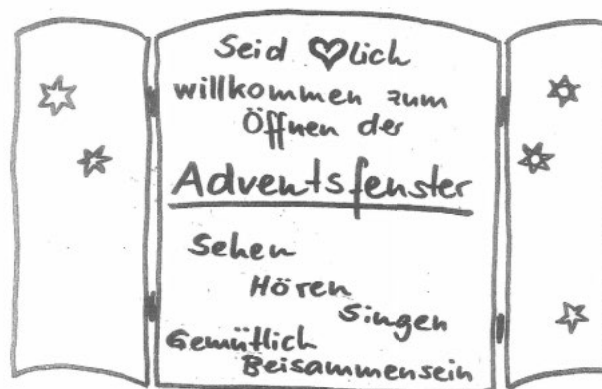 Seid ♡lich
willkommen zum
Öffnen der
Adventsfenster
Sehen
Hören
Singen
Gemütlich
Beisammensein